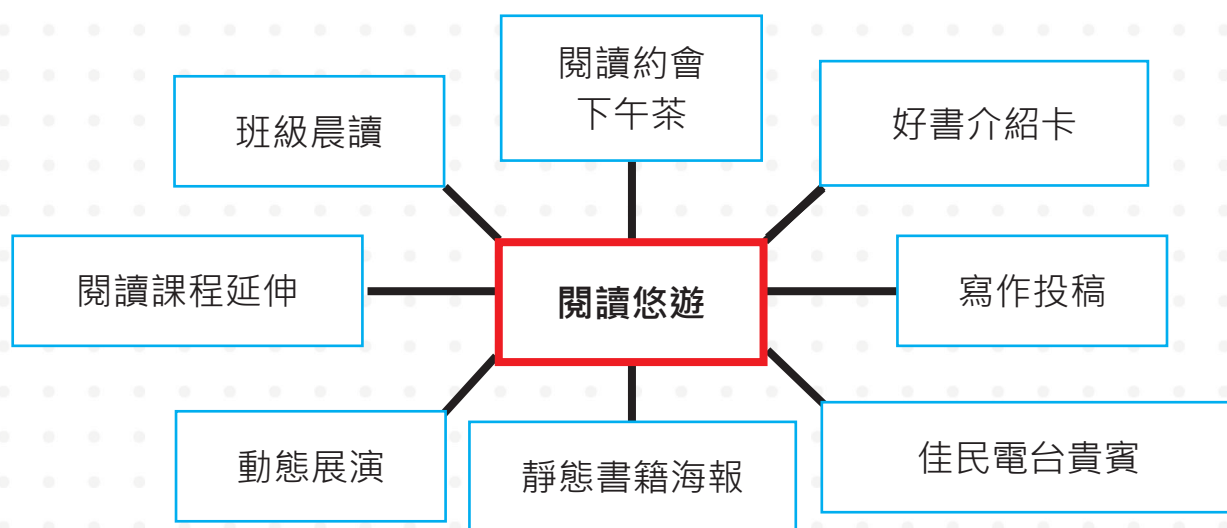 閱讀約會
下午茶
班級晨讀
好書介紹卡
閱讀課程延伸
閱讀悠遊
寫作投稿
動態展演
靜態書籍海報
佳民電台貴賓